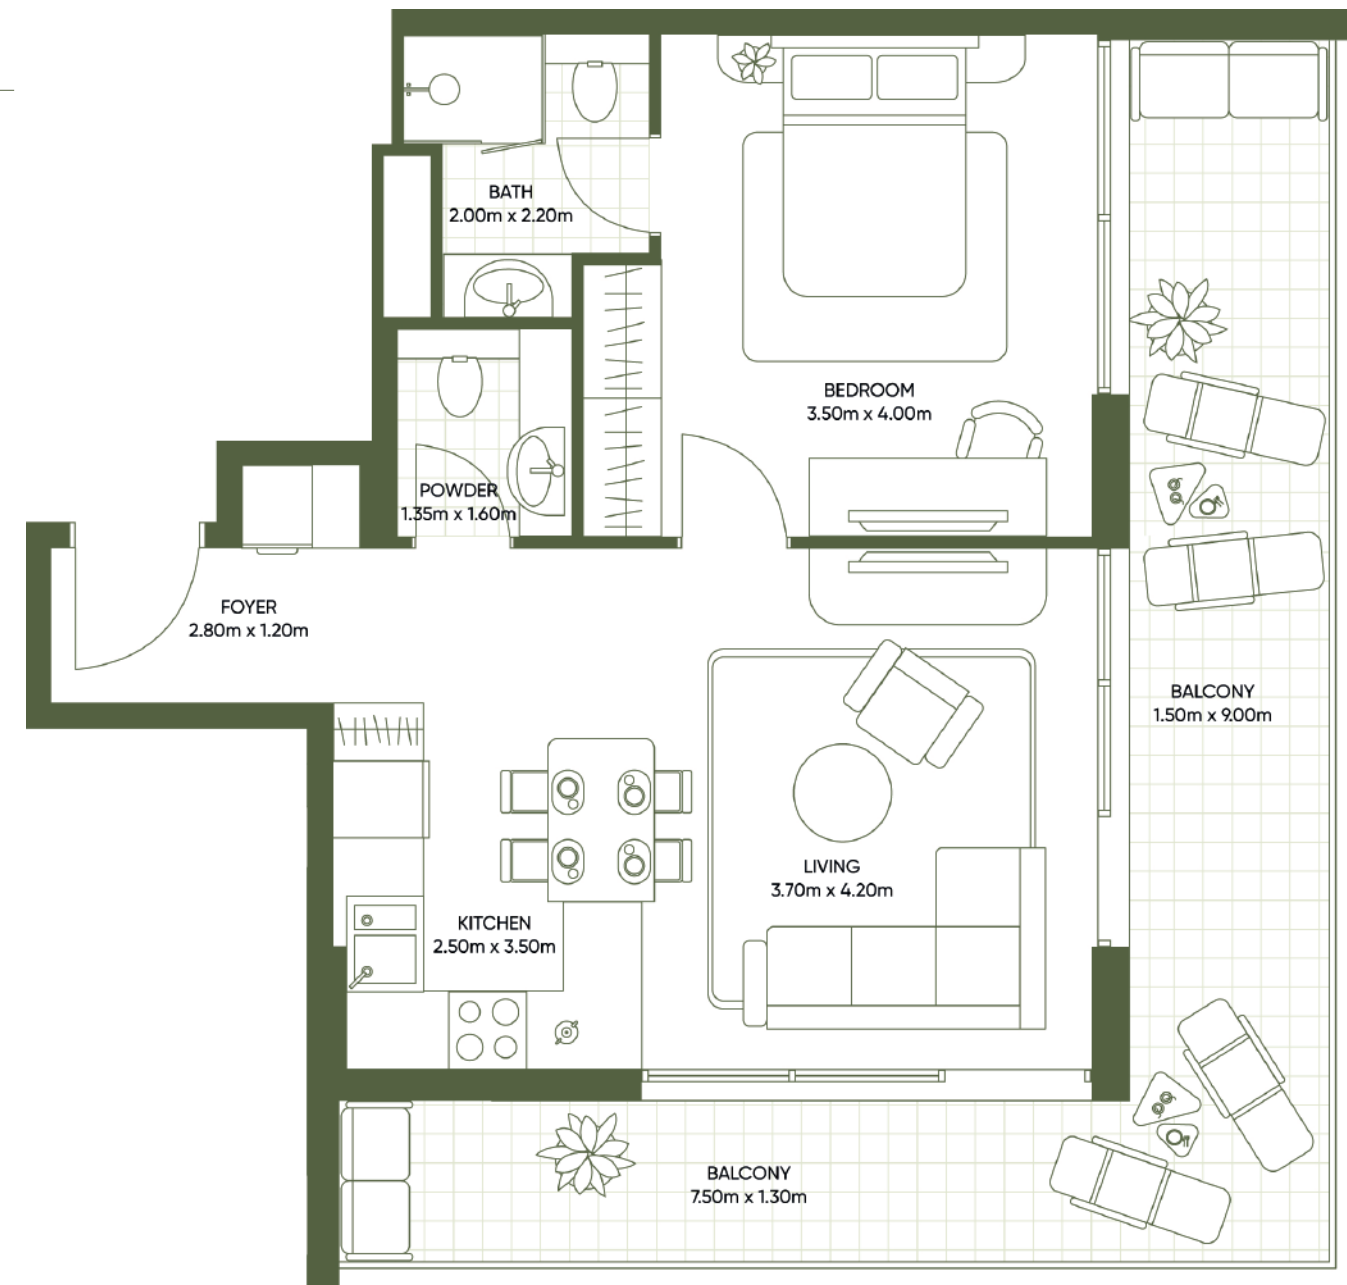 BATH
2.00m x 2.20m
BEDROOM
3.50m x 4.00m
POWDER
1.35m x 1.60m
FOYER
2.80m x 1.20m
BALCONY
1.50m x 9.00m
LIVING
3.70m x 4.20m
KITCHEN
2.50m x 3.50m
BALCONY
7.50m x 1.30m